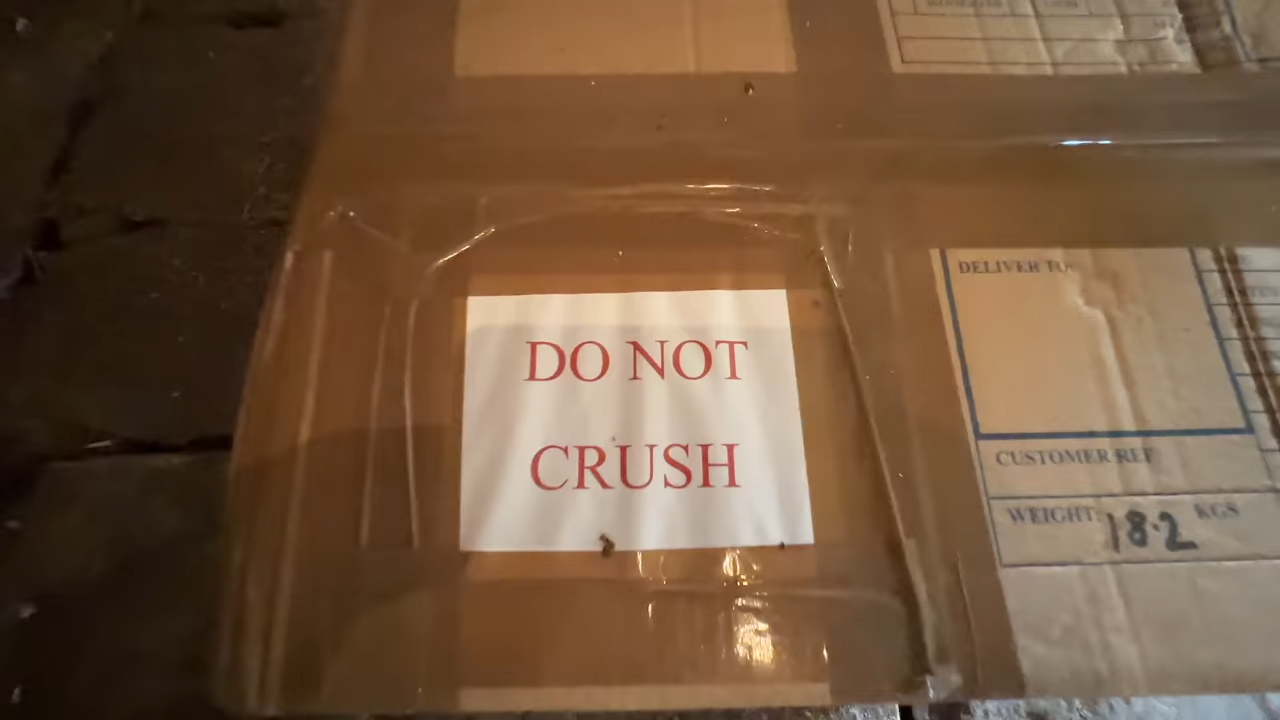 DO NOT
CRUSH
DELIVER TO:
CUSTOMER REF
WEIGHT: 18.2 KGS